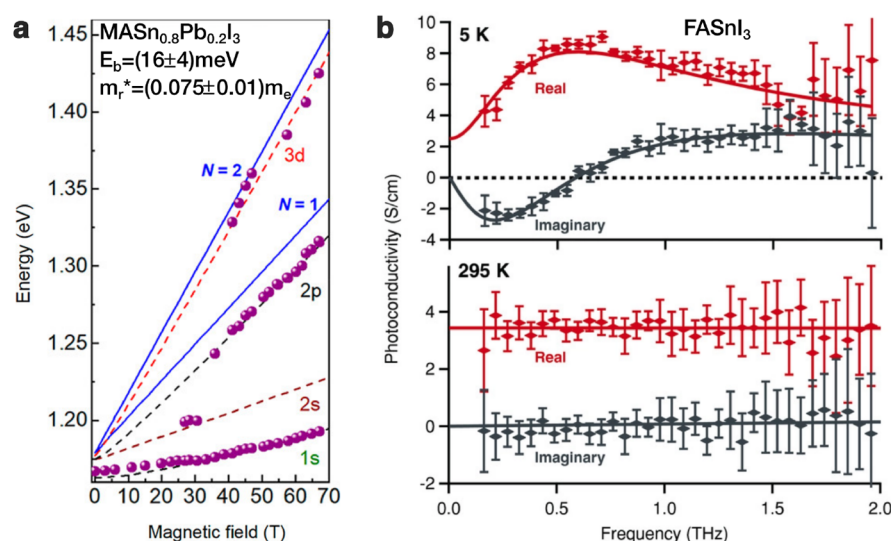 a
MASn0.8Pb0.2I3
Eb=(16±4)meV
mr*=(0.075±0.01)me
1.45
1.40
1.35
1.30
1.25
1.20
Energy (eV)
3d
N = 2
N = 1
2p
2s
1s
0 10 20 30 40 50 60 70
Magnetic field (T)
b
FASnI3
5 K
10
8
6
4
2
0
-2
-4
Real
Imaginary
Photoconductivity (S/cm)
295 K
4
2
0
-2
Real
Imaginary
0.0 0.5 1.0 1.5 2.0
Frequency (THz)